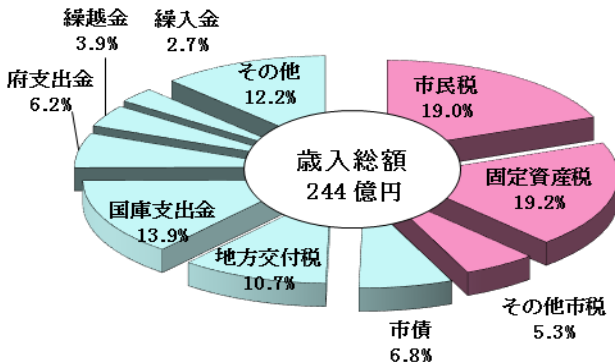 繰越金
3.9%
繰入金
2.7%
府支出金
6.2%
その他
12.2%
市民税
19.0%
歳入総額
244億円
固定資産税
19.2%
国庫支出金
13.9%
地方交付税
10.7%
その他市税
5.3%
市債
6.8%